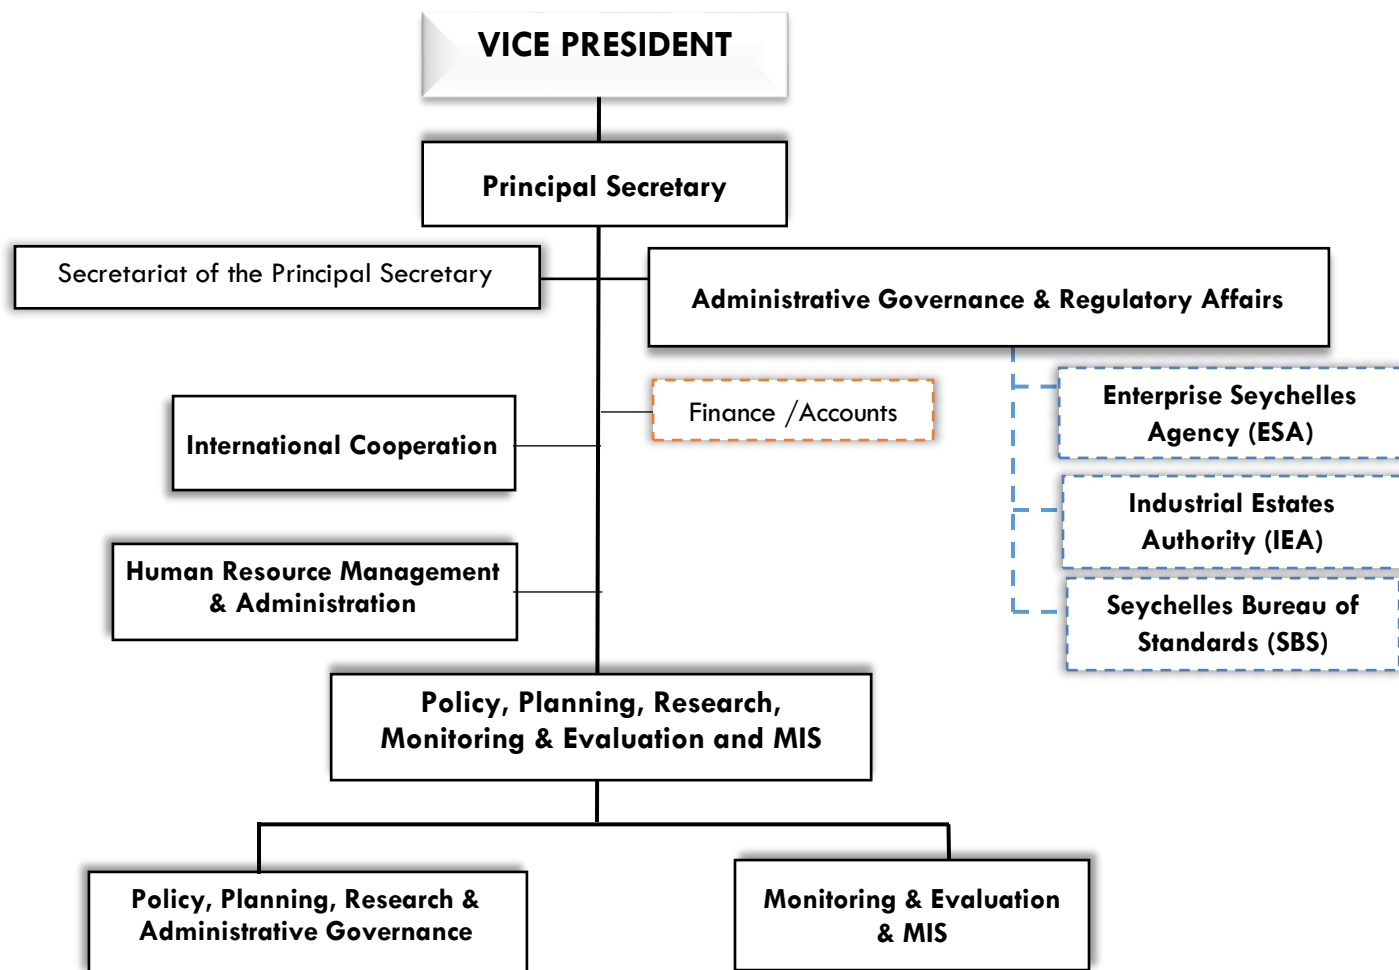 VICE PRESIDENT
Principal Secretary
Secretariat of the Principal Secretary
Administrative Governance & Regulatory Affairs
Enterprise Seychelles
Agency (ESA)
Finance /Accounts
International Cooperation
Industrial Estates
Authority (IEA)
Human Resource Management
& Administration
Seychelles Bureau of
Standards (SBS)
Policy, Planning, Research,
Monitoring & Evaluation and MIS
Policy, Planning, Research &
Administrative Governance
Monitoring & Evaluation
& MIS